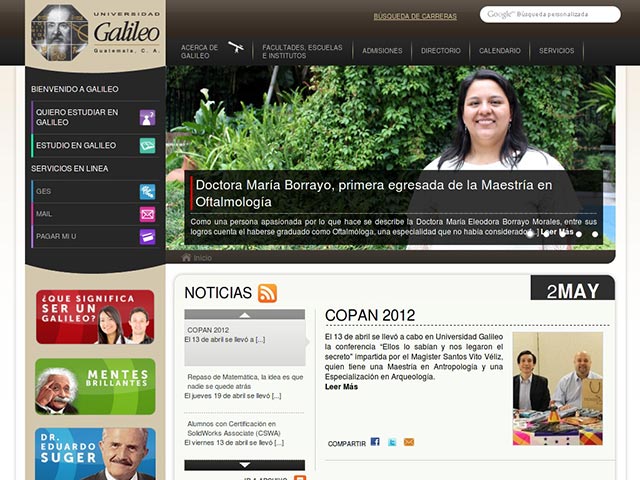 UNIVERSIDAD
Galileo
Guatemala, C. A.
BÚSQUEDA DE CARRERAS
Google™ Búsqueda personalizada
ACERCA DE
GALILEO
FACULTADES, ESCUELAS
E INSTITUTOS
ADMISIONES
DIRECTORIO
CALENDARIO
SERVICIOS
BIENVENIDO A GALILEO
QUIERO ESTUDIAR EN
GALILEO
ESTUDIO EN GALILEO
SERVICIOS EN LINEA
GES
MAIL
PAGAR MI U
Doctora María Borrayo, primera egresada de la Maestría en
Oftalmología
Como una persona apasionada por lo que hace se describe la Doctora María Eleodora Borrayo Morales, entre sus
logros cuenta el haberse graduado como Oftalmóloga, una especialidad que no había considerado [...] Leer Más
Inicio
¿QUE SIGNIFICA
SER UN
GALILEO?
MENTES
BRILLANTES
DR.
EDUARDO
SUGER
NOTICIAS
COPAN 2012
El 13 de abril se llevó a [...]
Repaso de Matemática, la idea es que
nadie se quede atrás
El jueves 19 de abril se llevó [...]
Alumnos con Certificación en
SolidWorks Associate (CSWA)
El viernes 13 de abril se llevó [...]
IR A ARCHIVO
2MAY
COPAN 2012
El 13 de abril se llevó a cabo en Universidad Galileo
la conferencia "Ellos lo sabían y nos legaron el
secreto" impartida por el Magister Santos Vito Véliz,
quien tiene una Maestría en Antropología y una
Especialización en Arqueología.
Leer Más
COMPARTIR